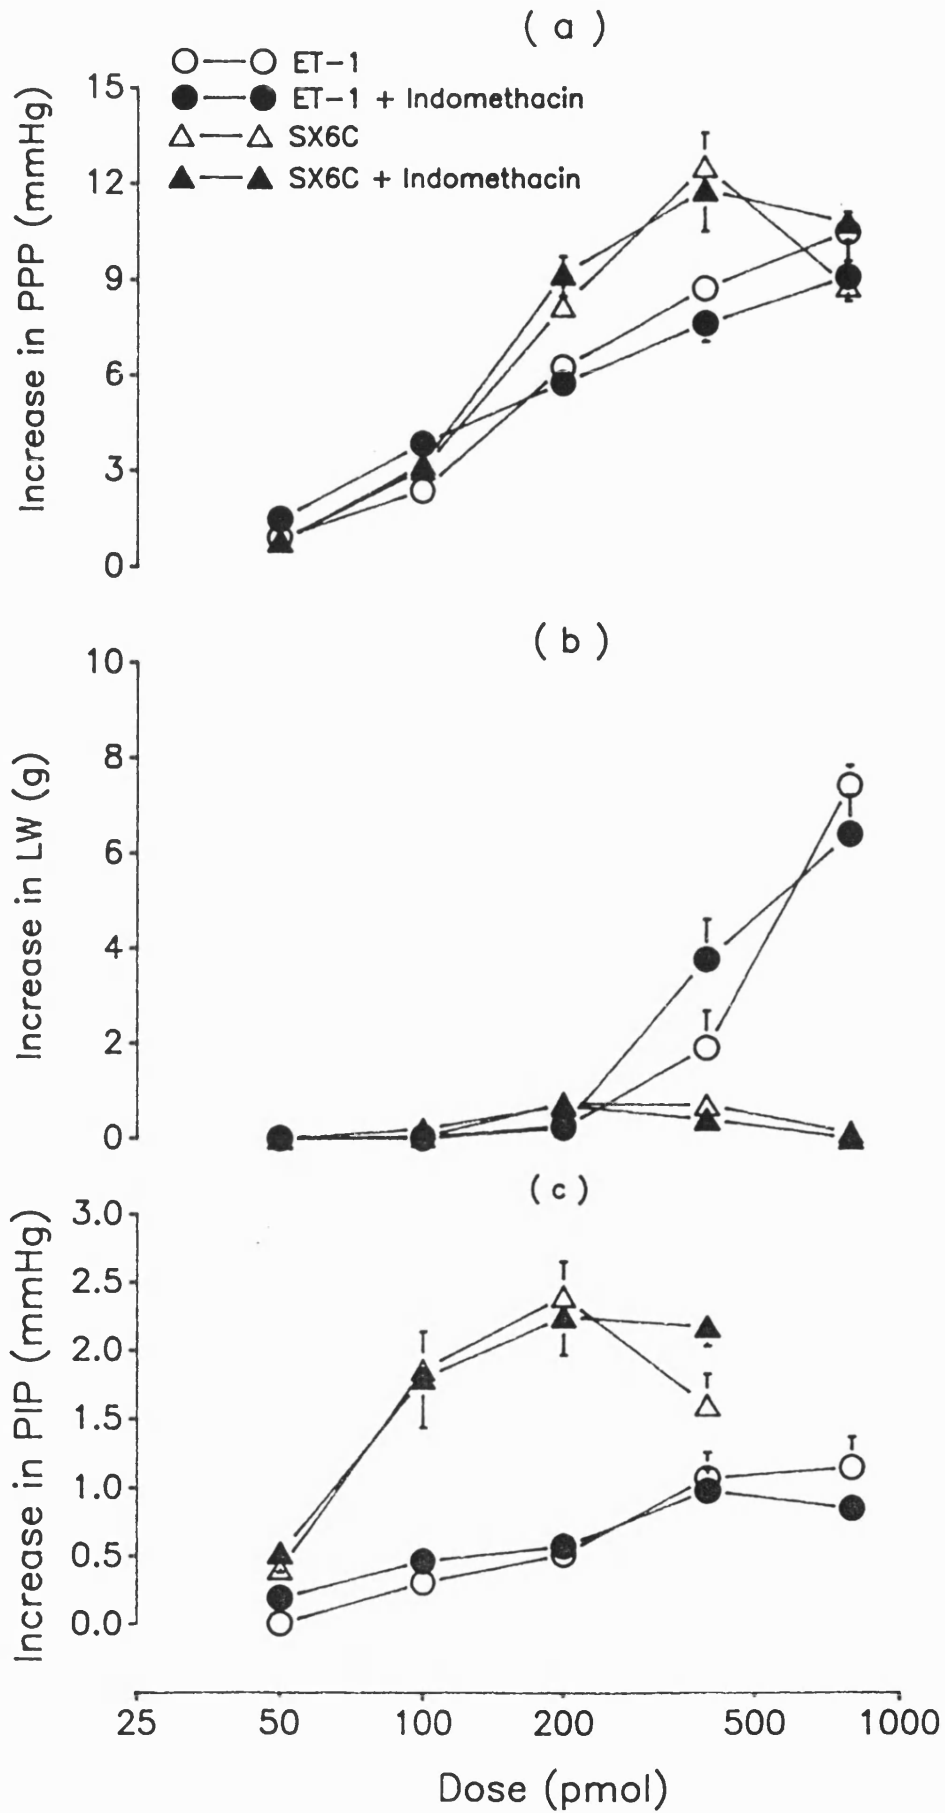 ( a )
ET-1
ET-1 + Indomethacin
SX6C
SX6C + Indomethacin
Increase in PPP (mmHg)
15
12
9
6
3
0
( b )
Increase in LW (g)
10
8
6
4
2
0
( c )
Increase in PIP (mmHg)
3.0
2.5
2.0
1.5
1.0
0.5
0.0
25 50 100 200 500 1000
Dose (pmol)